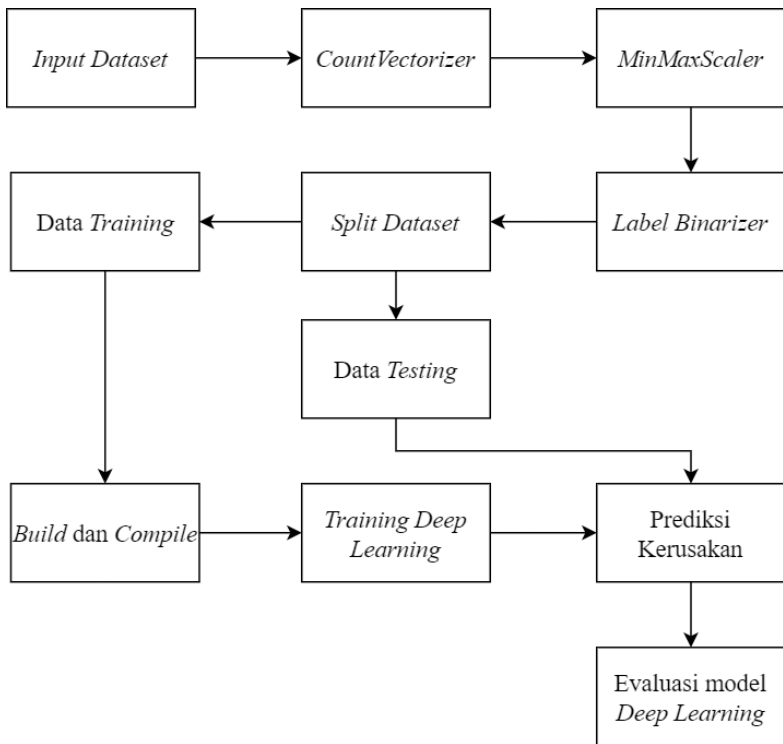 Input Dataset
CountVectorizer
MinMaxScaler
Data Training
Split Dataset
Label Binarizer
Data Testing
Build dan Compile
Training Deep
Learning
Prediksi
Kerusakan
Evaluasi model
Deep Learning